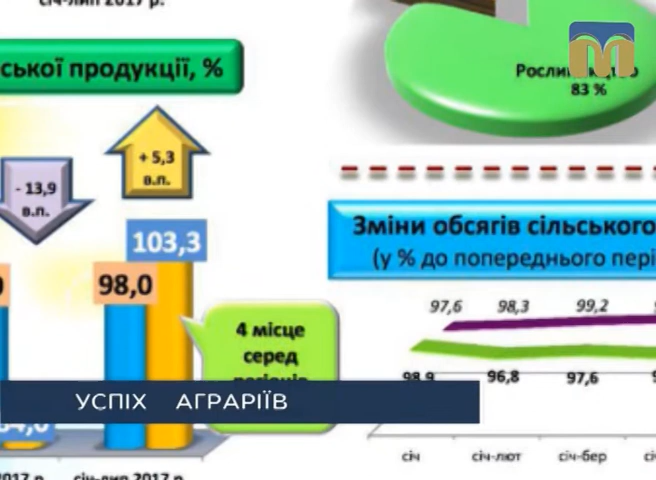 січ-лип 2017 р.
ської продукції, %
83 %
+ 5,3
в.п.
- 13,9
в.п.
103,3
98,0
4 місце
серед
Зміни обсягів сільського
(у % до попереднього
97,6 98,3 99,2
98,9 96,8 97,6
січ січ-лют січ-бер
УСПІХ АГРАРІЇВ
2017 р. січ-лип 2017 р.